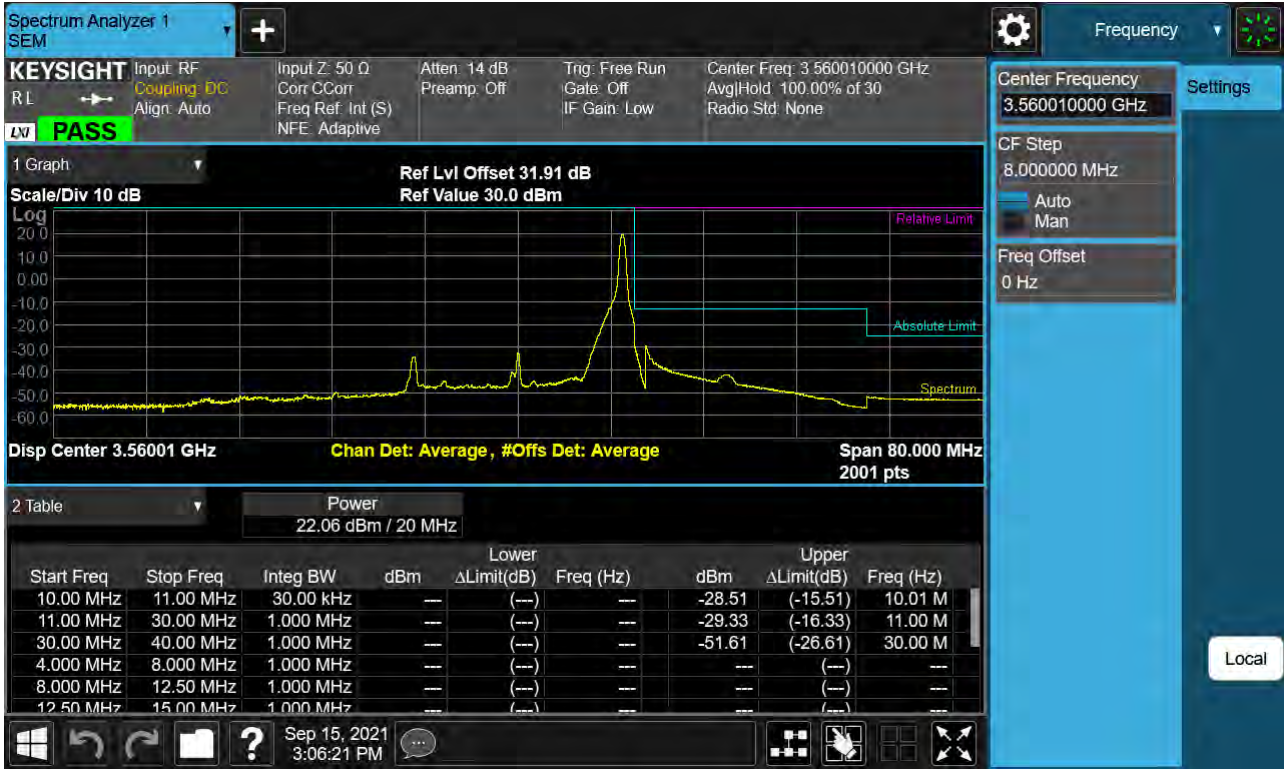 Spectrum Analyzer 1
SEM
Frequency
KEYSIGHT
RL
LXI
PASS
Input: RF
Coupling: DC
Align: Auto
Input Z: 50 Ω
Corr CCorr
Freq Ref: Int (S)
NFE: Adaptive
Atten: 14 dB
Preamp: Off
Trig: Free Run
Gate: Off
IF Gain: Low
Center Freq: 3.560010000 GHz
Avg|Hold: 100.00% of 30
Radio Std: None
Center Frequency
3.560010000 GHz
Settings
CF Step
8.000000 MHz
Auto
Man
Freq Offset
0 Hz
1 Graph
Scale/Div 10 dB
Ref Lvl Offset 31.91 dB
Ref Value 30.0 dBm
Log
20.0
10.0
0.00
-10.0
-20.0
-30.0
-40.0
-50.0
-60.0
Relative Limit
Absolute Limit
Spectrum
Disp Center 3.56001 GHz
Chan Det: Average, #Offs Det: Average
Span 80.000 MHz
2001 pts
2 Table
Power
22.06 dBm / 20 MHz
Lower Upper
Start Freq Stop Freq Integ BW dBm ΔLimit(dB) Freq (Hz) dBm ΔLimit(dB) Freq (Hz)
10.00 MHz 11.00 MHz 30.00 kHz --- (---) --- -28.51 (-15.51) 10.01 M
11.00 MHz 30.00 MHz 1.000 MHz --- (---) --- -29.33 (-16.33) 11.00 M
30.00 MHz 40.00 MHz 1.000 MHz --- (---) --- -51.61 (-26.61) 30.00 M
4.000 MHz 8.000 MHz 1.000 MHz --- (---) --- --- (---) ---
8.000 MHz 12.50 MHz 1.000 MHz --- (---) --- --- (---) ---
12.50 MHz 15.00 MHz 1.000 MHz --- (---) --- --- (---) ---
Local
?
Sep 15, 2021
3:06:21 PM